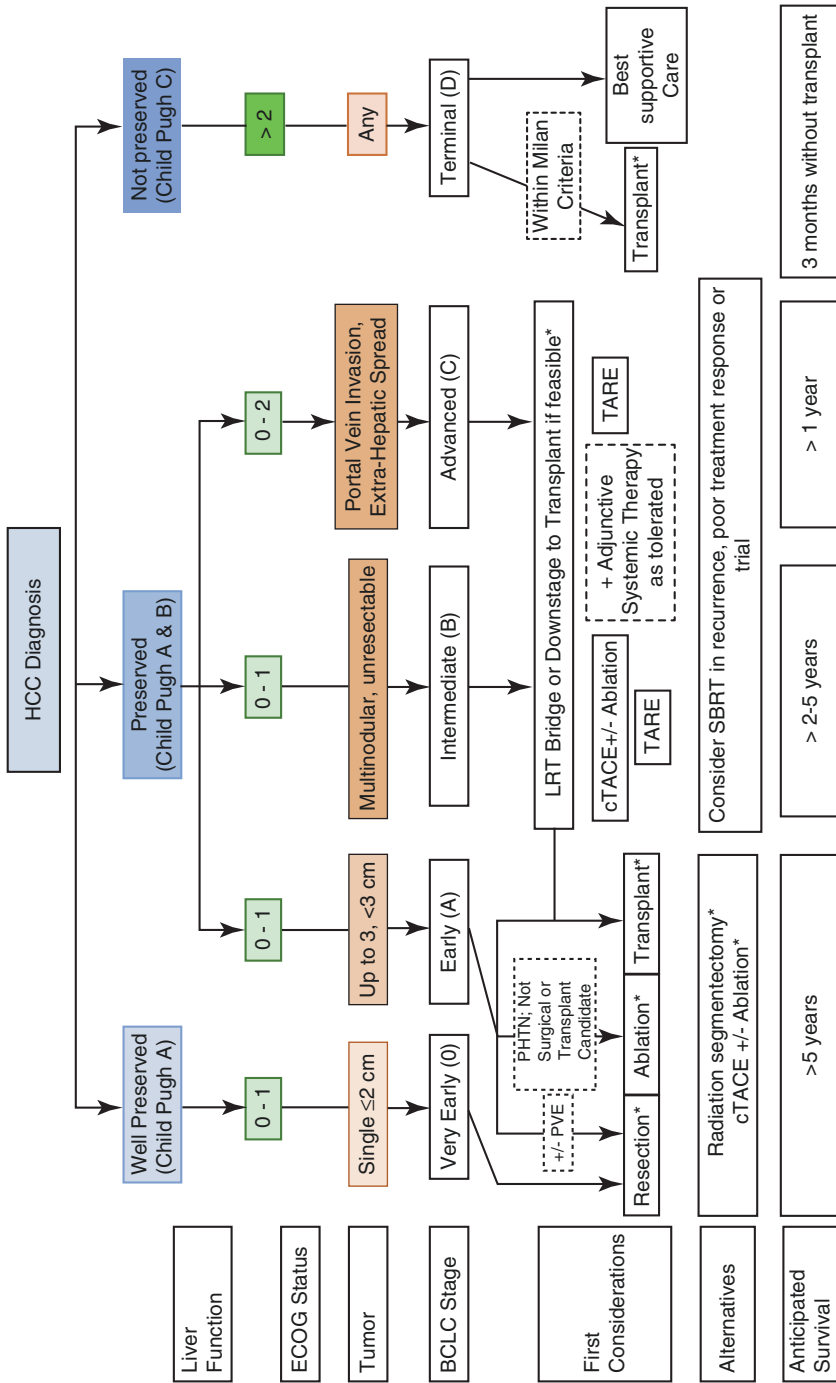 HCC Diagnosis
Liver
Function
Well Preserved
(Child Pugh A)
Preserved
(Child Pugh A & B)
Not preserved
(Child Pugh C)
ECOG Status
0 - 1
0 - 1
0 - 1
0 - 2
> 2
Tumor
Single ≤2 cm
Up to 3, <3 cm
Multinodular, unresectable
Portal Vein Invasion,
Extra-Hepatic Spread
Any
BCLC Stage
Very Early (0)
Early (A)
Intermediate (B)
Advanced (C)
Terminal (D)
First
Considerations
+/- PVE
PHTN; Not
Surgical or
Transplant
Candidate
Resection*
Ablation*
Transplant*
LRT Bridge or Downstage to Transplant if feasible*
cTACE+/- Ablation
TARE
+ Adjunctive
Systemic Therapy
as tolerated
TARE
Within Milan
Criteria
Transplant*
Best
supportive
Care
Alternatives
Radiation segmentectomy*
cTACE +/- Ablation*
Consider SBRT in recurrence, poor treatment response or
trial
Anticipated
Survival
>5 years
> 2-5 years
> 1 year
3 months without transplant